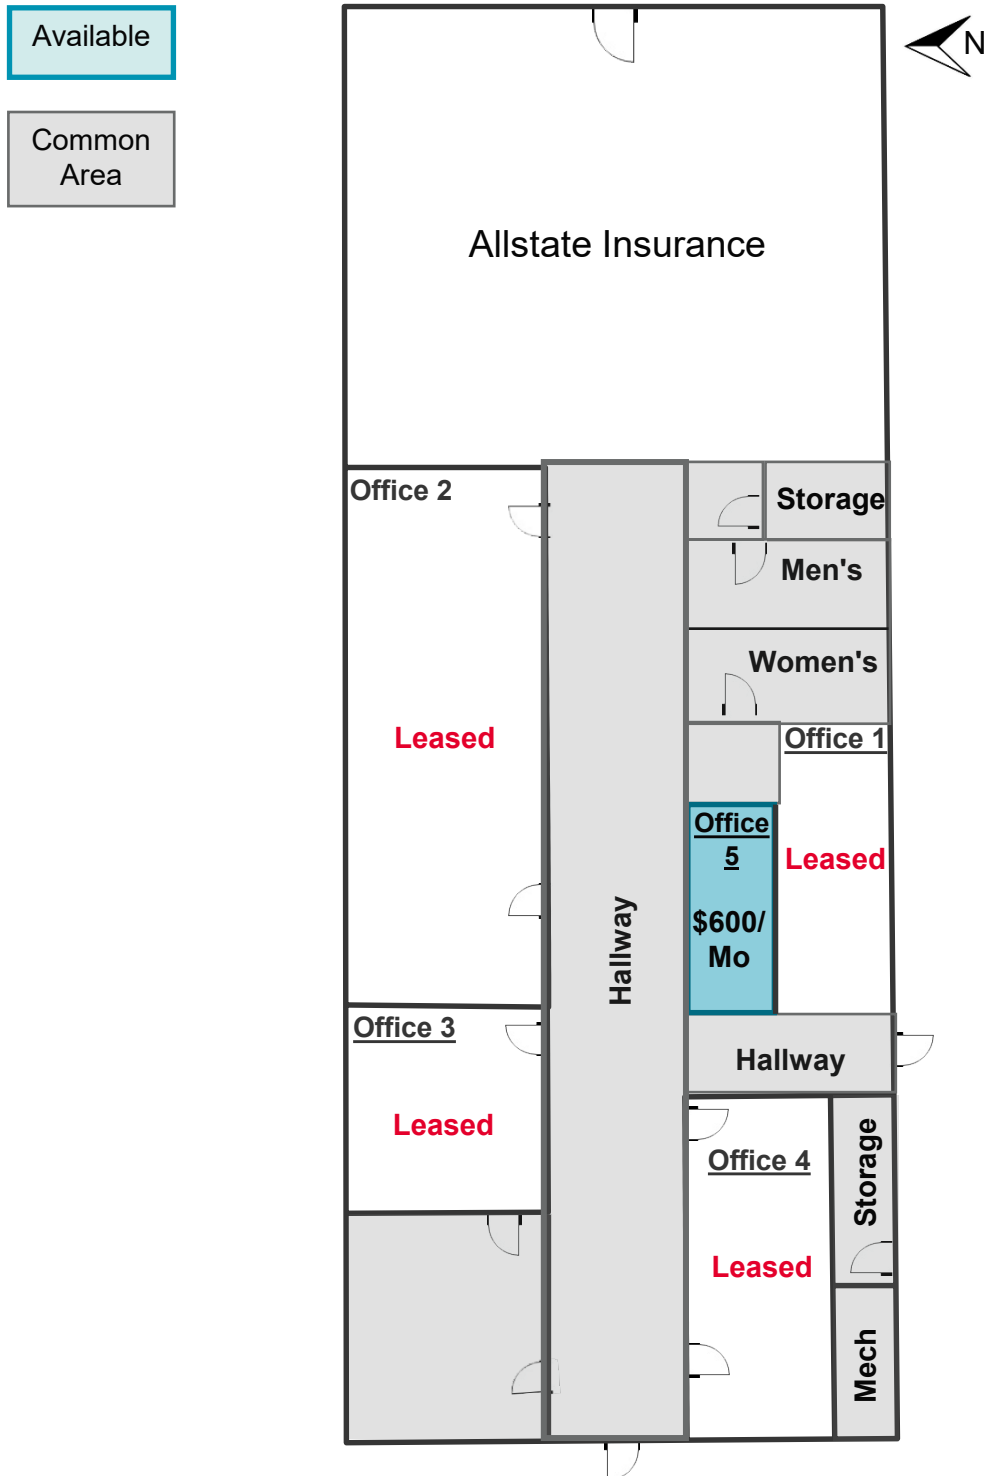 Available
N
Common
Area
Allstate Insurance
Office 2
Storage
Men's
Women's
Leased
Office 1
Office
5
Leased
$600/
Mo
Hallway
Office 3
Hallway
Leased
Office 4
Storage
Leased
Mech